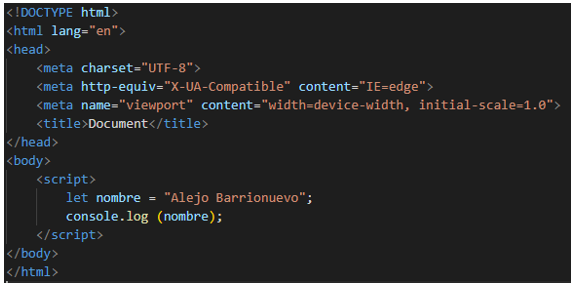 <!DOCTYPE html>
<html lang="en">
<head>
    <meta charset="UTF-8">
    <meta http-equiv="X-UA-Compatible" content="IE=edge">
    <meta name="viewport" content="width=device-width, initial-scale=1.0">
    <title>Document</title>
</head>
<body>
    <script>
        let nombre = "Alejo Barrionuevo";
        console.log (nombre);
    </script>
</body>
</html>